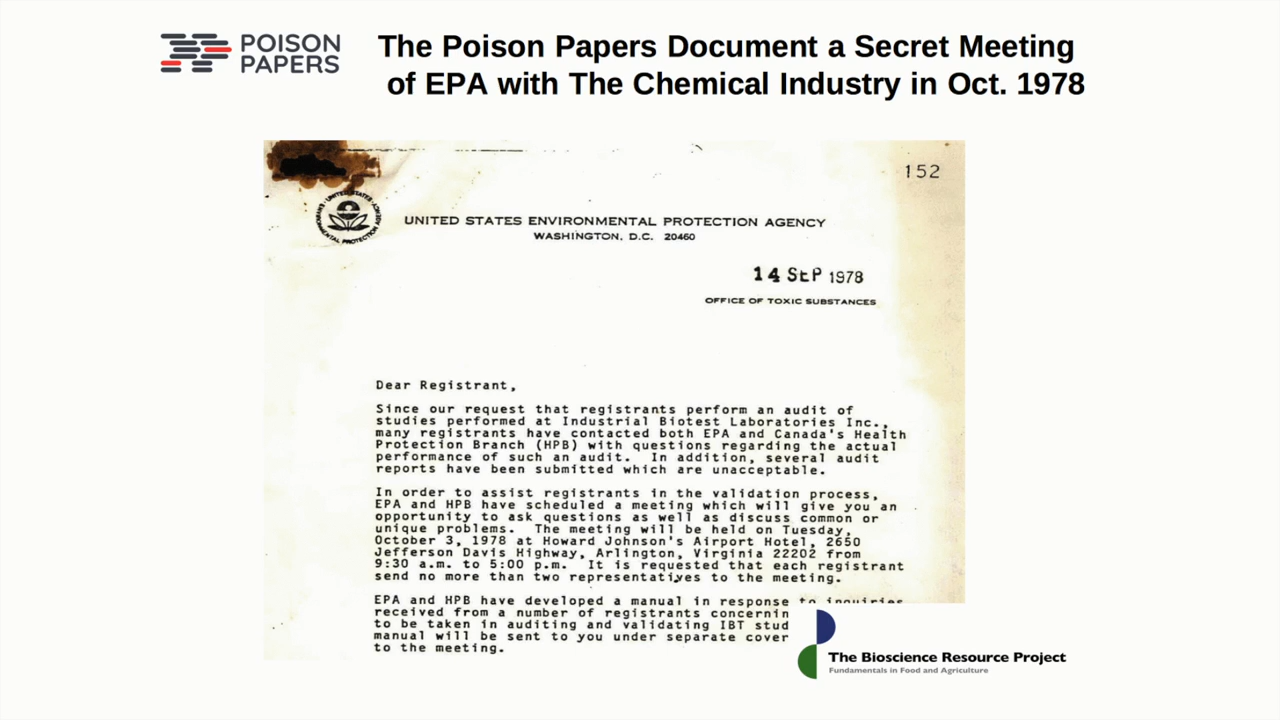 POISON
PAPERS
The Poison Papers Document a Secret Meeting
of EPA with The Chemical Industry in Oct. 1978
152
UNITED STATES ENVIRONMENTAL PROTECTION AGENCY
WASHINGTON, D.C. 20460
14 SEP 1978
OFFICE OF TOXIC SUBSTANCES
Dear Registrant,
Since our request that registrants perform an audit of
studies performed at Industrial Biotest Laboratories Inc.,
many registrants have contacted both EPA and Canada's Health
Protection Branch (HPB) with questions regarding the actual
performance of such an audit. In addition, several audit
reports have been submitted which are unacceptable.
In order to assist registrants in the validation process,
EPA and HPB have scheduled a meeting which will give you an
opportunity to ask questions as well as discuss common or
unique problems. The meeting will be held on Tuesday,
October 3, 1978 at Howard Johnson's Airport Hotel, 2650
Jefferson Davis Highway, Arlington, Virginia 22202 from
9:30 a.m. to 5:00 p.m. It is requested that each registrant
send no more than two representatives to the meeting.
EPA and HPB have developed a manual in response to inquiries
received from a number of registrants concernin
to be taken in auditing and validating IBT stud
manual will be sent to you under separate cover
to the meeting.
The Bioscience Resource Project
Fundamentals in Food and Agriculture